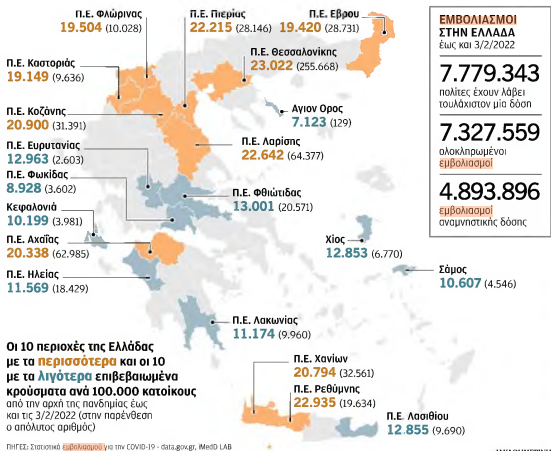 Π.Ε. Φλώρινας
19.504 (10.028)
Π.Ε. Πιερίας
22.215 (28.146)
Π.Ε. Εβρου
19.420 (28.731)
Π.Ε. Θεσσαλονίκης
23.022 (255.668)
Π.Ε. Καστοριάς
19.149 (9.636)
Αγιον Ορος
7.123 (129)
Π.Ε. Κοζάνης
20.900 (31.391)
Π.Ε. Ευρυτανίας
12.963 (2.603)
Π.Ε. Λαρίσης
22.642 (64.377)
Π.Ε. Φωκίδας
8.928 (3.602)
Π.Ε. Φθιώτιδας
13.001 (20.571)
Κεφαλονιά
10.199 (3.981)
Π.Ε. Αχαΐας
20.338 (62.985)
Χίος
12.853 (6.770)
Σάμος
10.607 (4.546)
Π.Ε. Ηλείας
11.569 (18.429)
Π.Ε. Λακωνίας
11.174 (9.960)
Π.Ε. Χανίων
20.794 (32.561)
Π.Ε. Ρεθύμνης
22.935 (19.634)
Π.Ε. Λασιθίου
12.855 (9.690)
ΕΜΒΟΛΙΑΣΜΟΙ
ΣΤΗΝ ΕΛΛΑΔΑ
έως και 3/2/2022
7.779.343
πολίτες έχουν λάβει
τουλάχιστον μία δόση
7.327.559
ολοκληρωμένοι
εμβολιασμοί
4.893.896
εμβολιασμοί
αναμνηστικής δόσης
Οι 10 περιοχές της Ελλάδας
με τα περισσότερα και οι 10
με τα λιγότερα επιβεβαιωμένα
κρούσματα ανά 100.000 κατοίκους
από την αρχή της πανδημίας έως
και τις 3/2/2022 (στην παρένθεση
ο απόλυτος αριθμός)
ΠΗΓΕΣ: Στατιστικά εμβολιασμού για την COVID-19 - data.gov.gr, iMedD LAB